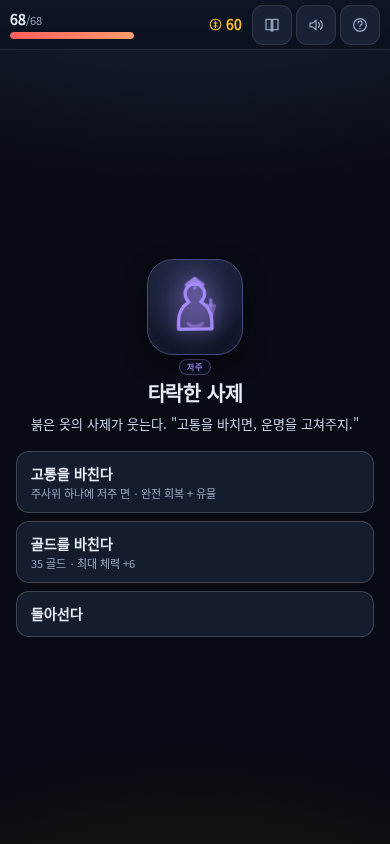 68/68
60
저주
타락한 사제
붉은 옷의 사제가 웃는다. "고통을 바치면, 운명을 고쳐주지."
고통을 바친다
주사위 하나에 저주 면 · 완전 회복 + 유물
골드를 바친다
35 골드 · 최대 체력 +6
돌아선다